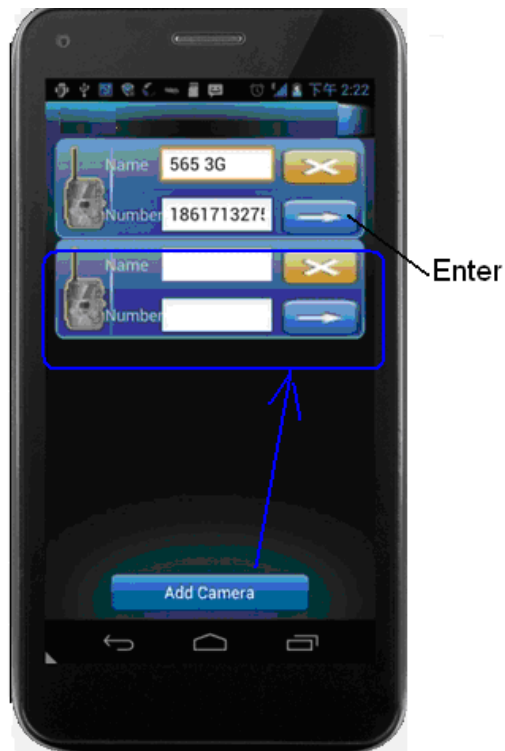 下午 2:22
Name 565 3G
Number 186171327
Enter
Name
Number
Add Camera